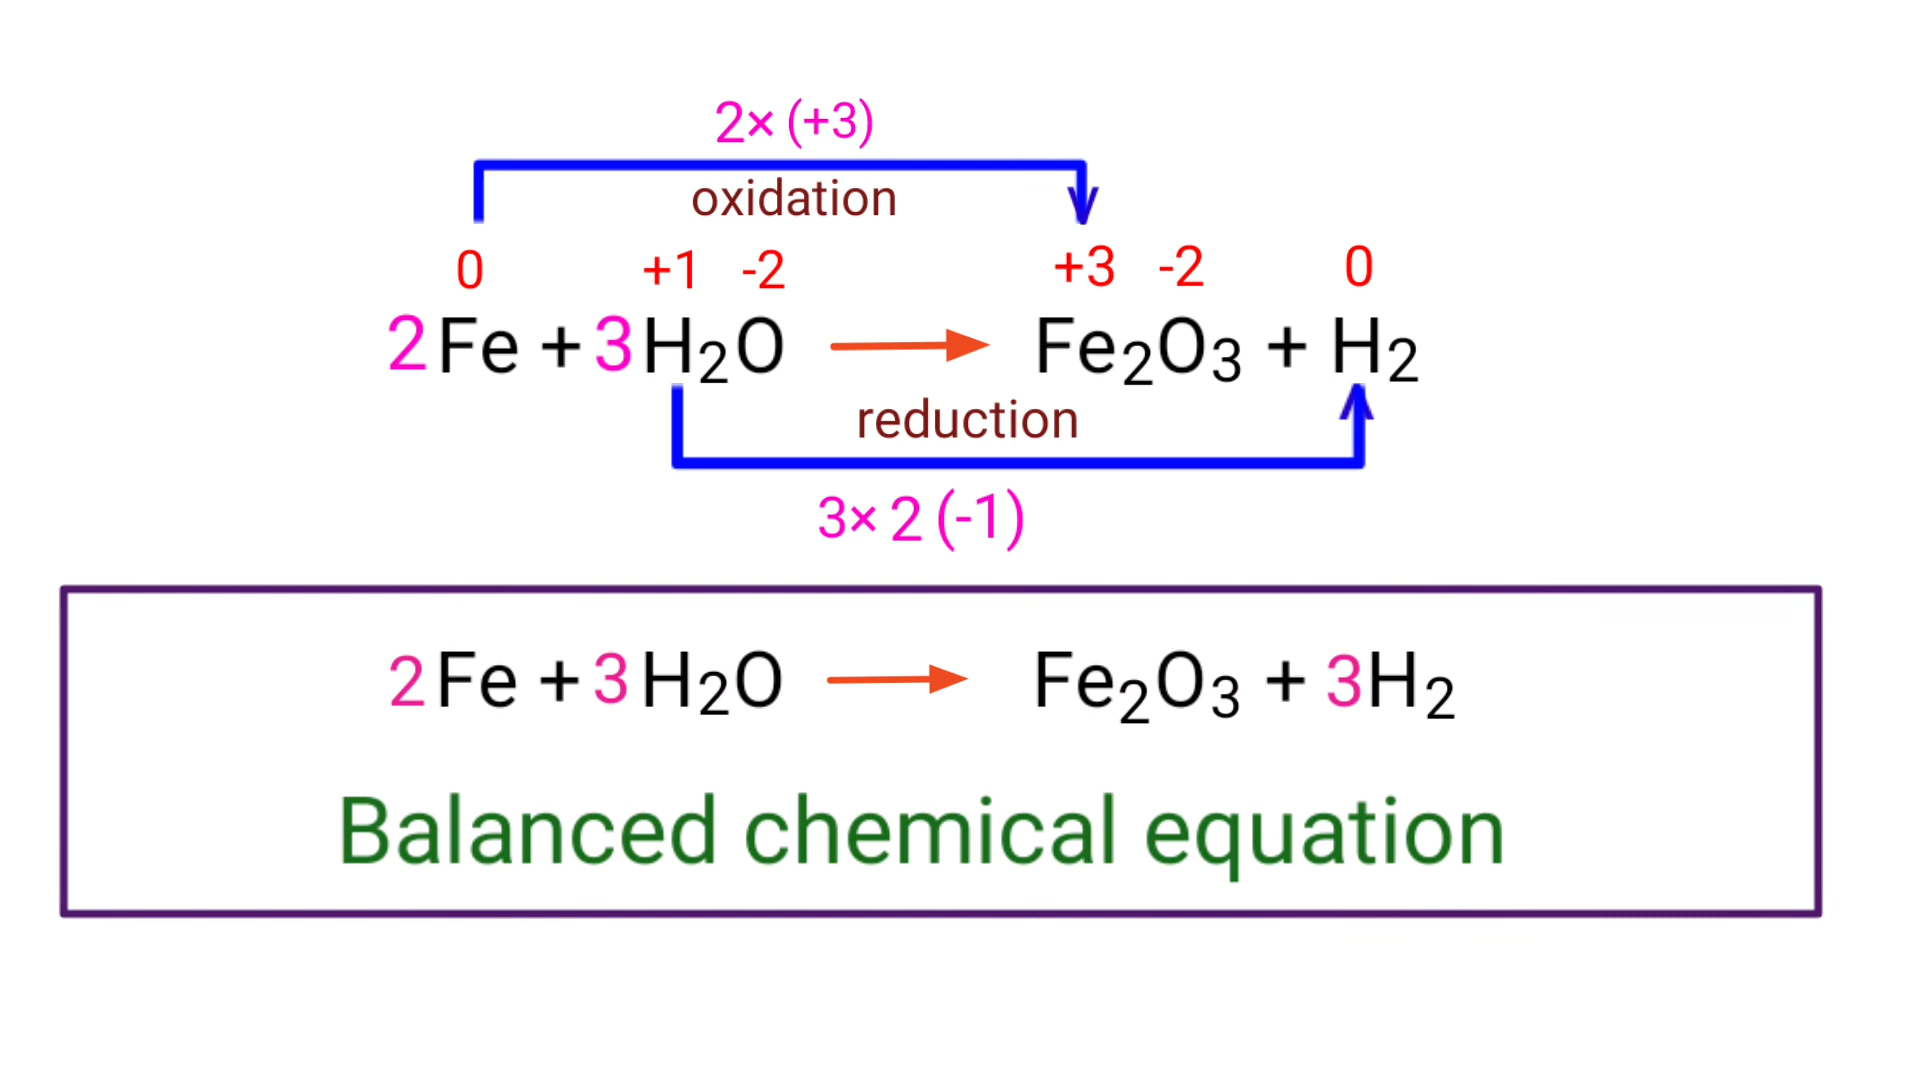 2× (+3)
oxidation
0 +1 -2 +3 -2 0
2Fe + 3H₂O → Fe₂O₃ + H₂
reduction
3× 2 (-1)
2Fe + 3H₂O → Fe₂O₃ + 3H₂
Balanced chemical equation